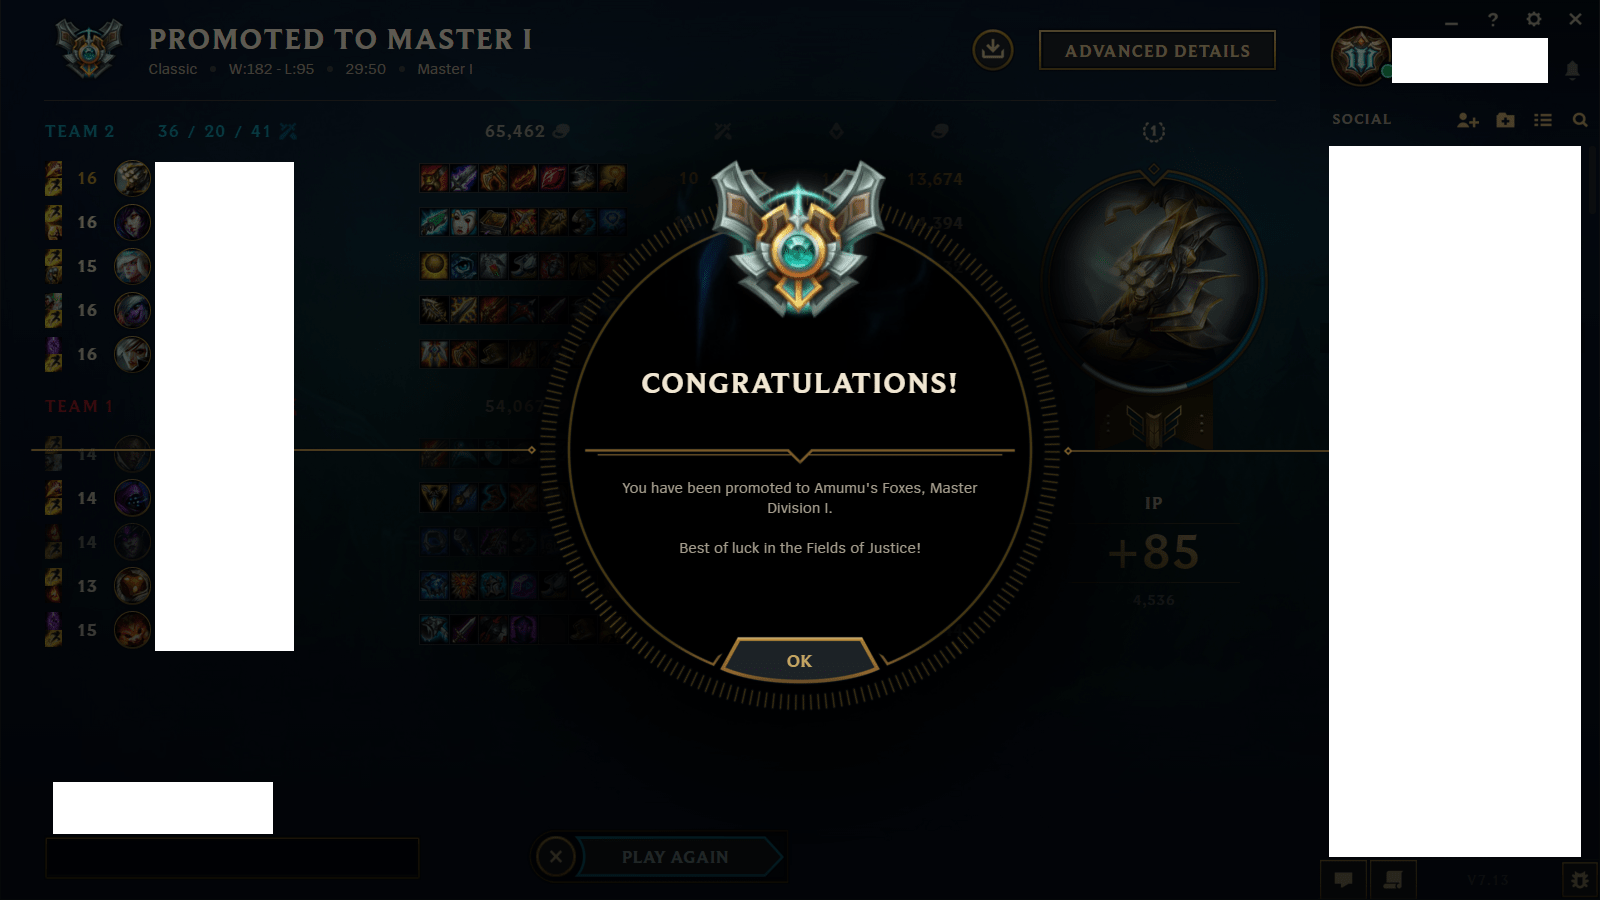 PROMOTED TO MASTER I
Classic • W:182 - L:95 • 29:50 • Master I
ADVANCED DETAILS
?
SOCIAL
TEAM 2 36 / 20 / 41 65,462
1
16 10 13,674
16 394
15
16
16
CONGRATULATIONS!
TEAM 1 54,067
14
You have been promoted to Amumu's Foxes, Master
Division I.
14
IP
Best of luck in the Fields of Justice!
14
+85
13
4,536
15
OK
PLAY AGAIN
V7.13